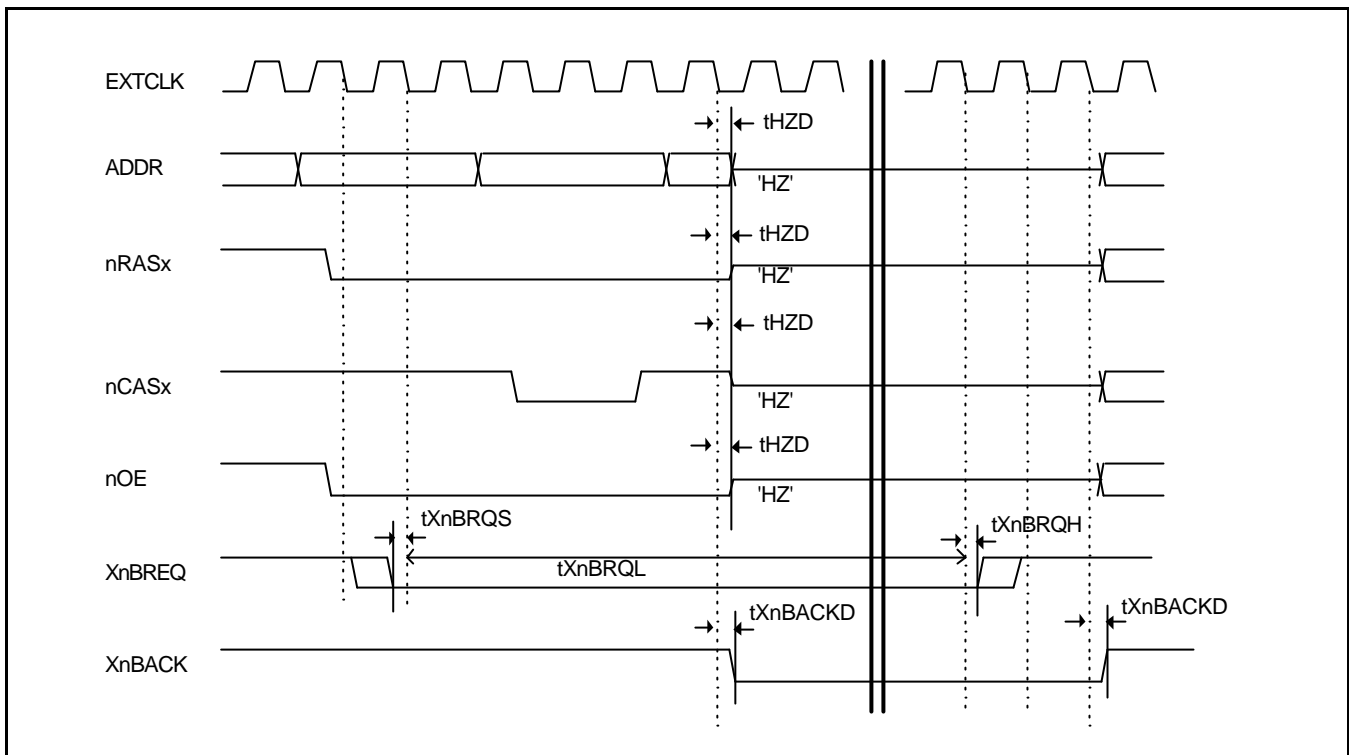 EXTCLK
tHZD
ADDR
'HZ'
tHZD
nRASx
'HZ'
tHZD
nCASx
'HZ'
tHZD
nOE
'HZ'
tXnBRQS
tXnBRQH
XnBREQ
tXnBRQL
tXnBACKD
tXnBACKD
XnBACK